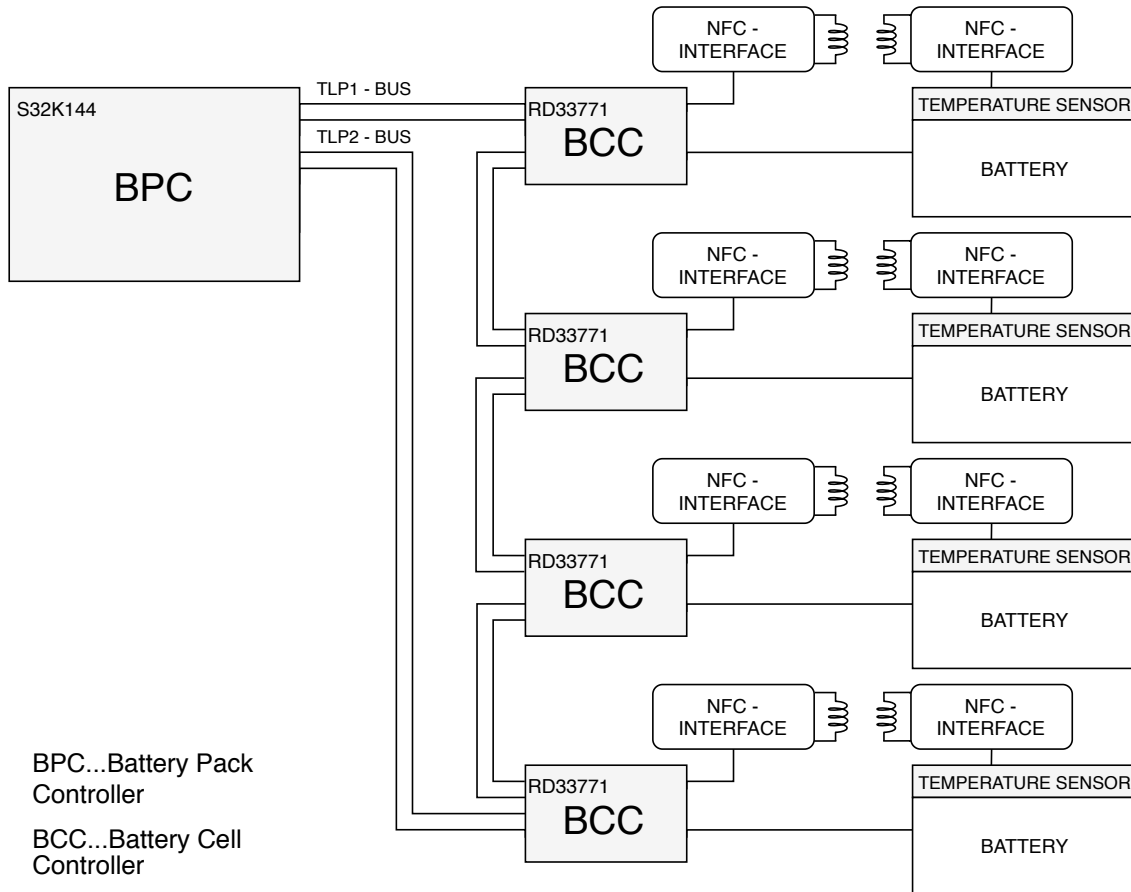 NFC -
INTERFACE
NFC -
INTERFACE
S32K144
BPC
TLP1 - BUS
TLP2 - BUS
RD33771
BCC
TEMPERATURE SENSOR
BATTERY
NFC -
INTERFACE
NFC -
INTERFACE
RD33771
BCC
TEMPERATURE SENSOR
BATTERY
NFC -
INTERFACE
NFC -
INTERFACE
RD33771
BCC
TEMPERATURE SENSOR
BATTERY
NFC -
INTERFACE
NFC -
INTERFACE
RD33771
BCC
TEMPERATURE SENSOR
BATTERY
BPC...Battery Pack
Controller
BCC...Battery Cell
Controller